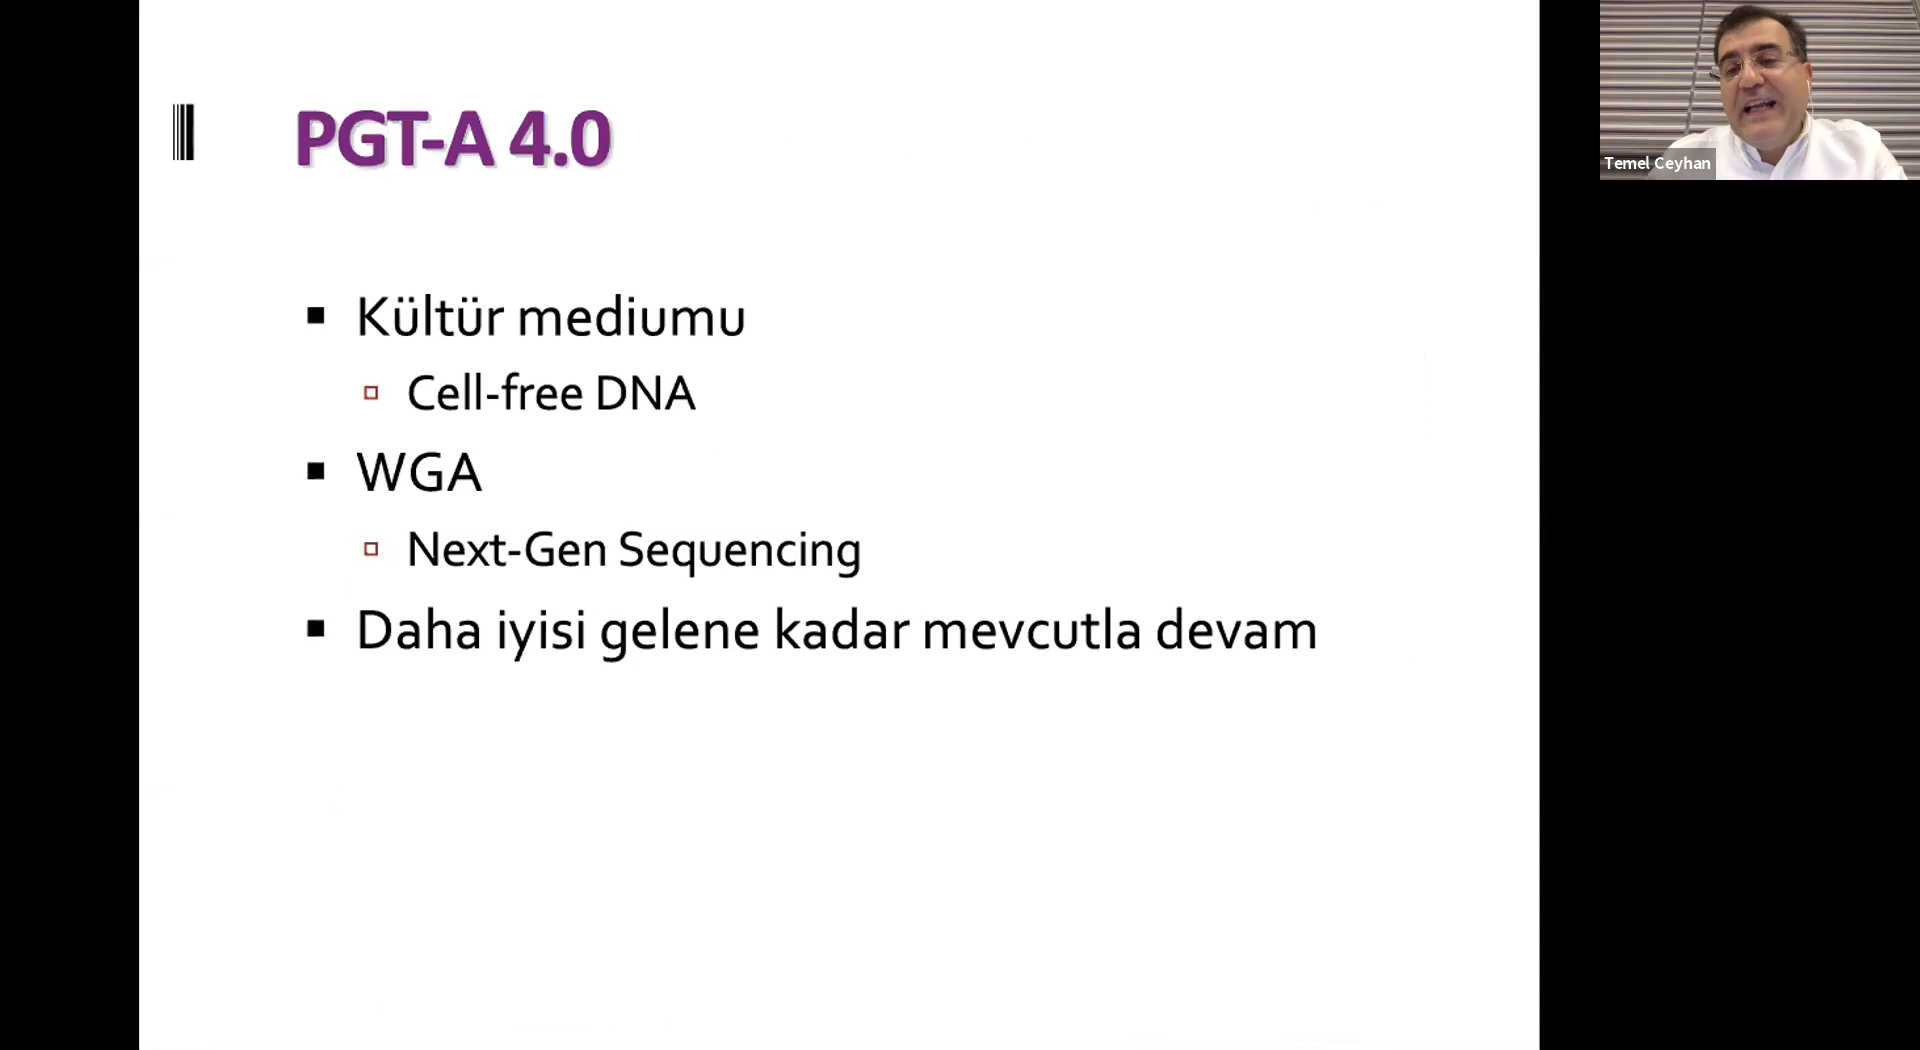 PGT-A 4.0
Kültür mediumu
Cell-free DNA
WGA
Next-Gen Sequencing
Daha iyisi gelene kadar mevcutla devam
Temel Ceyhan